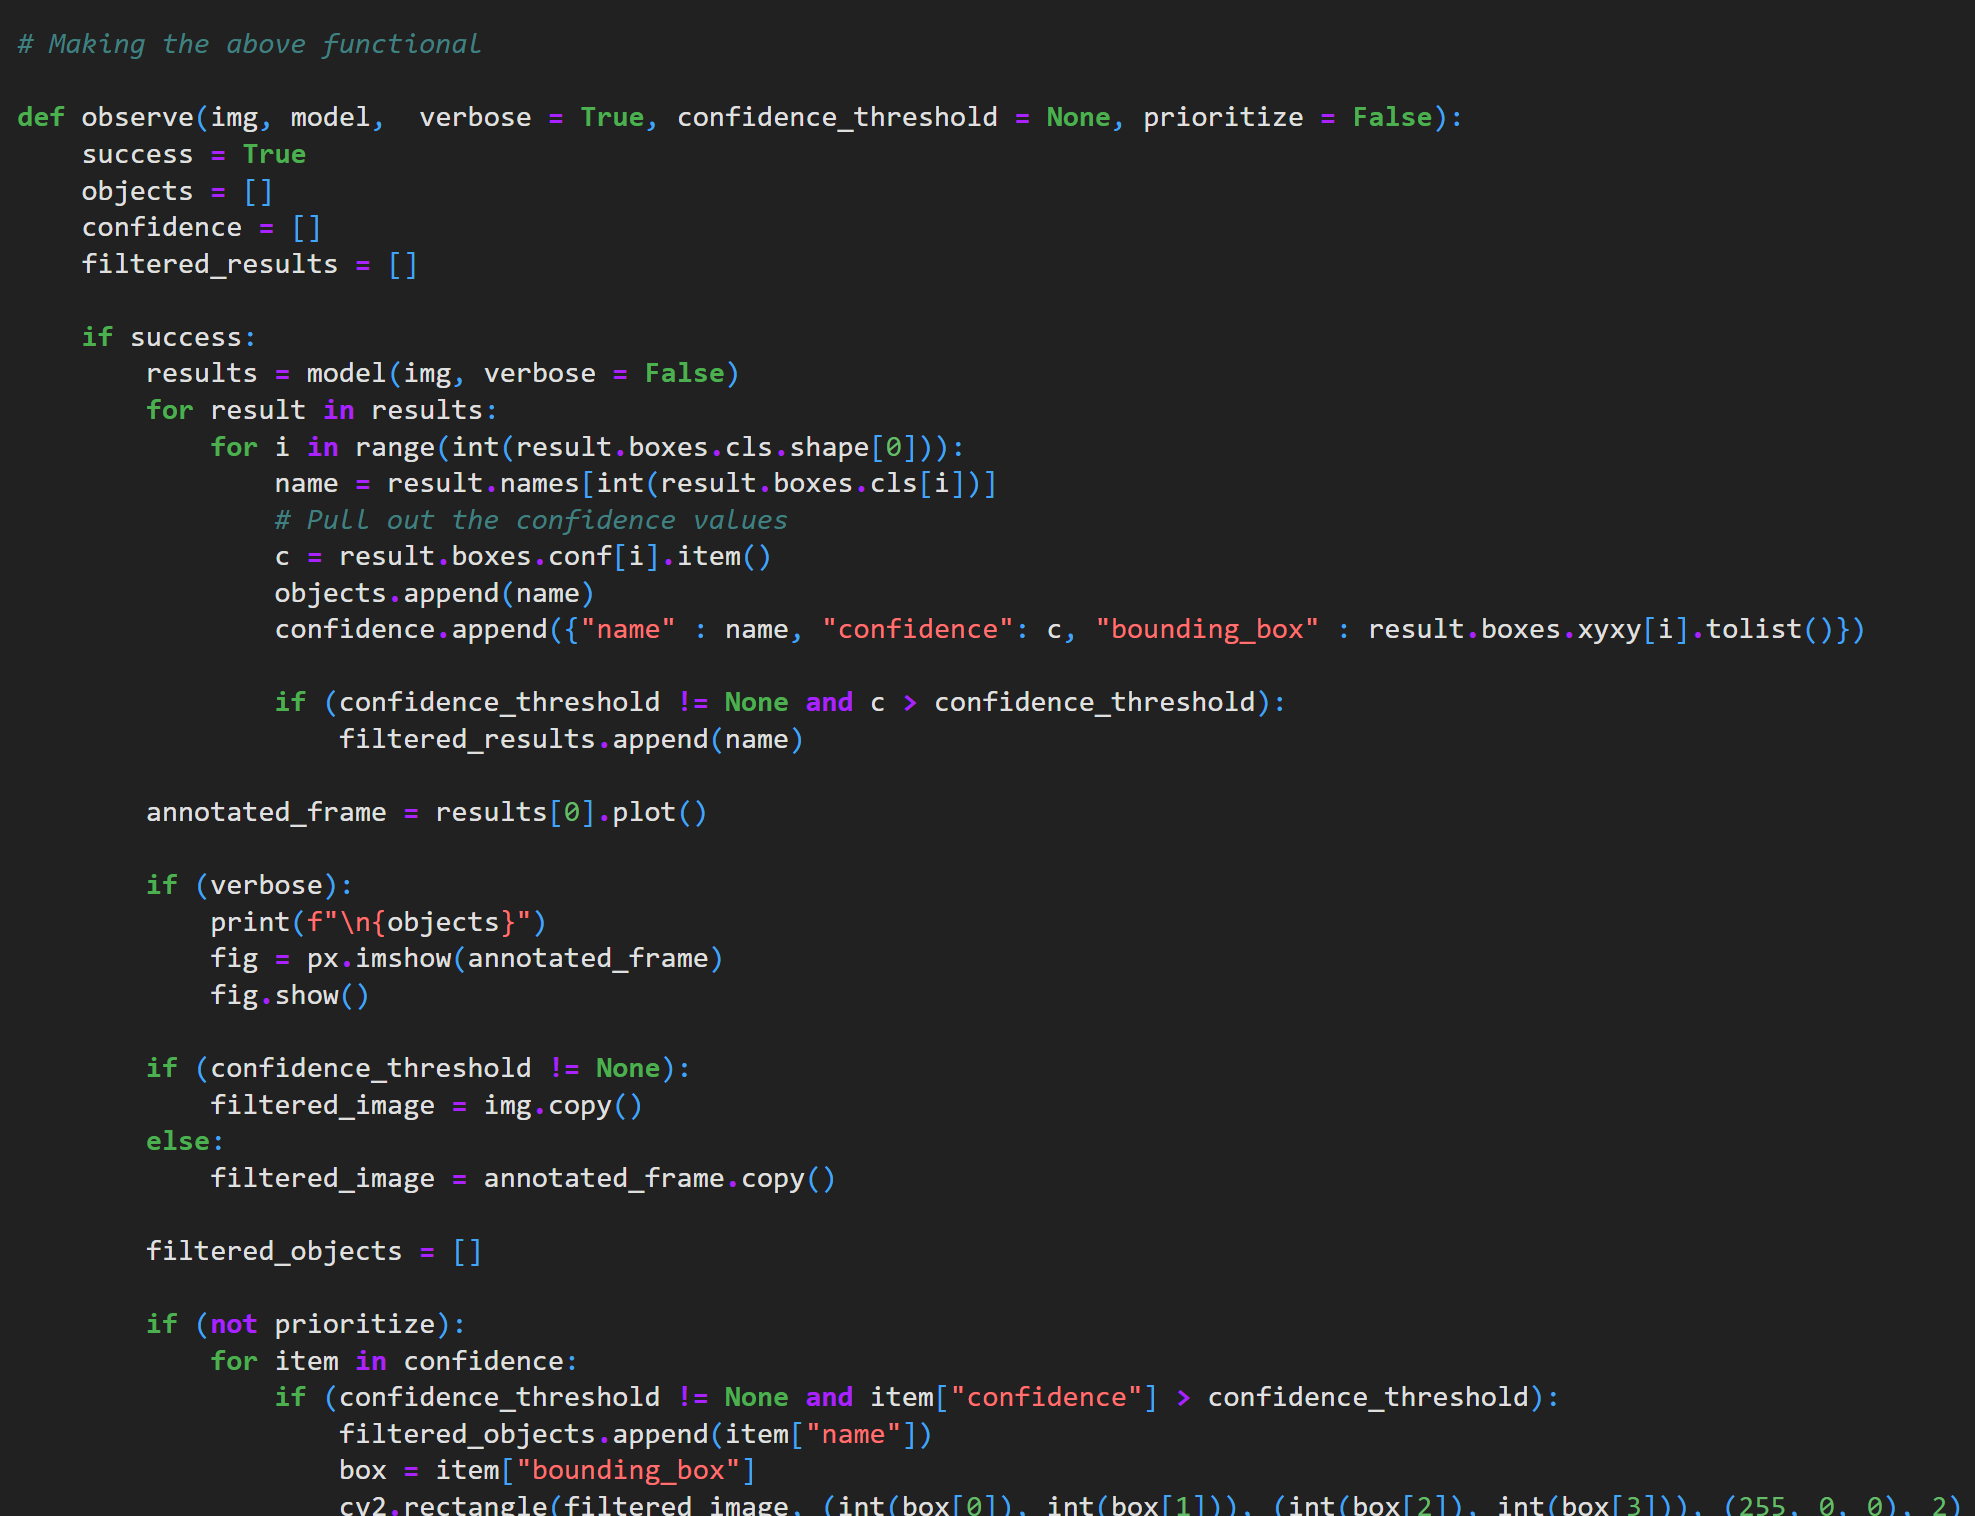 # Making the above functional
def observe(img, model,  verbose = True, confidence_threshold = None, prioritize = False):
    success = True
    objects = []
    confidence = []
    filtered_results = []
    if success:
        results = model(img, verbose = False)
        for result in results:
            for i in range(int(result.boxes.cls.shape[0])):
                name = result.names[int(result.boxes.cls[i])]
                # Pull out the confidence values
                c = result.boxes.conf[i].item()
                objects.append(name)
                confidence.append({"name" : name, "confidence": c, "bounding_box" : result.boxes.xyxy[i].tolist()})
                if (confidence_threshold != None and c > confidence_threshold):
                    filtered_results.append(name)
        annotated_frame = results[0].plot()
        if (verbose):
            print(f"\n{objects}")
            fig = px.imshow(annotated_frame)
            fig.show()
        if (confidence_threshold != None):
            filtered_image = img.copy()
        else:
            filtered_image = annotated_frame.copy()
        filtered_objects = []
        if (not prioritize):
            for item in confidence:
                if (confidence_threshold != None and item["confidence"] > confidence_threshold):
                    filtered_objects.append(item["name"])
                    box = item["bounding_box"]
                    cv2.rectangle(filtered_image, (int(box[0]), int(box[1])), (int(box[2]), int(box[3])), (255, 0, 0), 2)